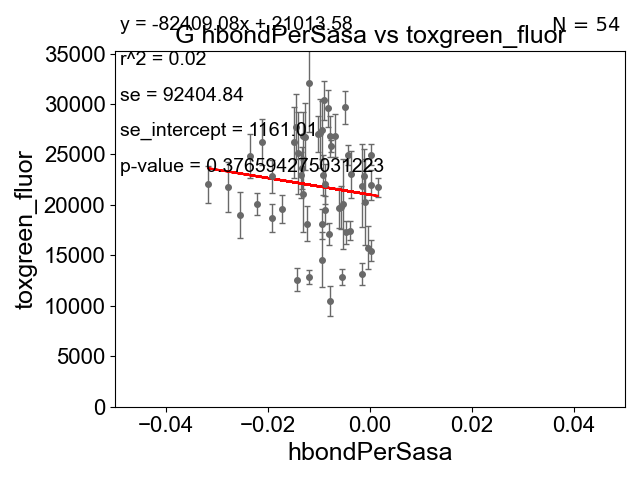 y = -82409.08x + 21013.58
N = 54
G hbondPerSasa vs toxgreen_fluor
r^2 = 0.02
se = 92404.84
se_intercept = 1161.01
p-value = 0.376594275031223
toxgreen_fluor
35000
30000
25000
20000
15000
10000
5000
0
−0.04
−0.02
0.00
0.02
0.04
hbondPerSasa